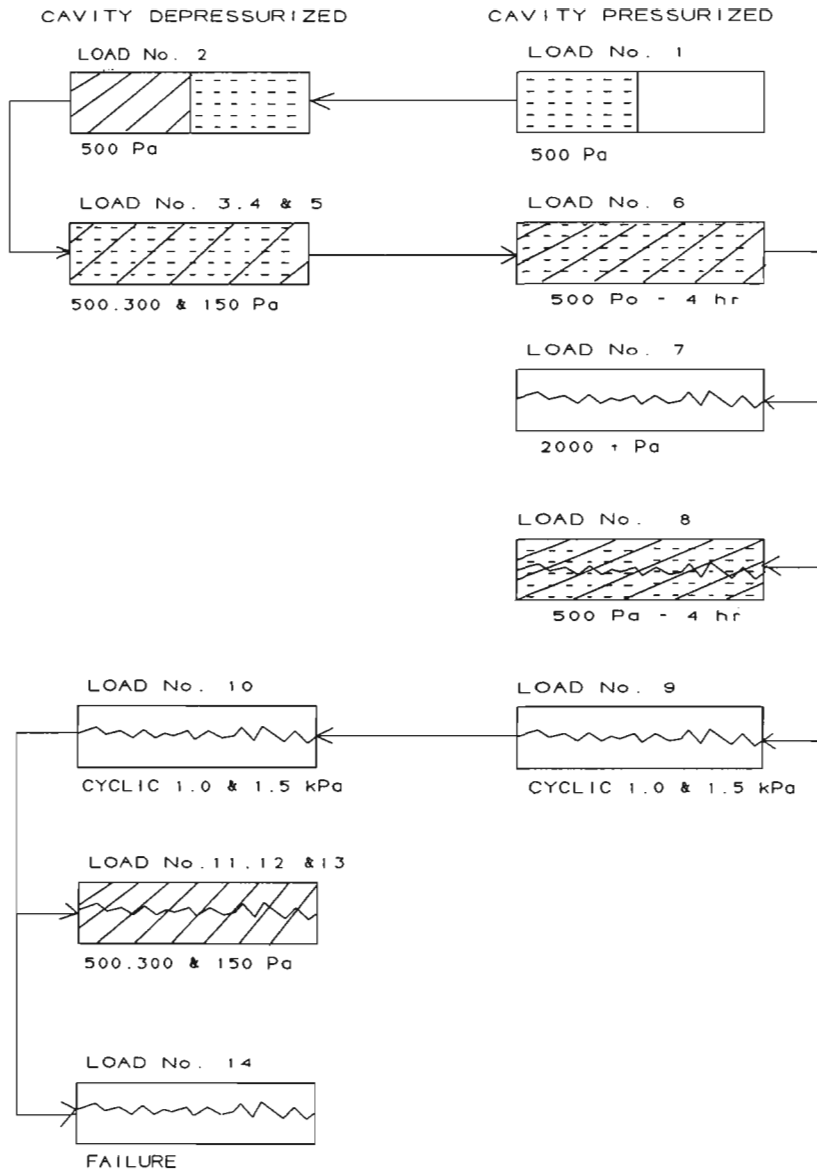 CAVITY DEPRESSURIZED
CAVITY PRESSURIZED
LOAD No. 2
LOAD No. 1
500 Pa
500 Pa
LOAD No. 3.4 & 5
LOAD No. 6
500.300 & 150 Pa
500 Po - 4 hr
LOAD No. 7
2000 + Pa
LOAD No. 8
500 Pa - 4 hr
LOAD No. 10
LOAD No. 9
CYCLIC 1.0 & 1.5 kPa
CYCLIC 1.0 & 1.5 kPa
LOAD No.11.12 &13
500.300 & 150 Pa
LOAD No. 14
FAILURE